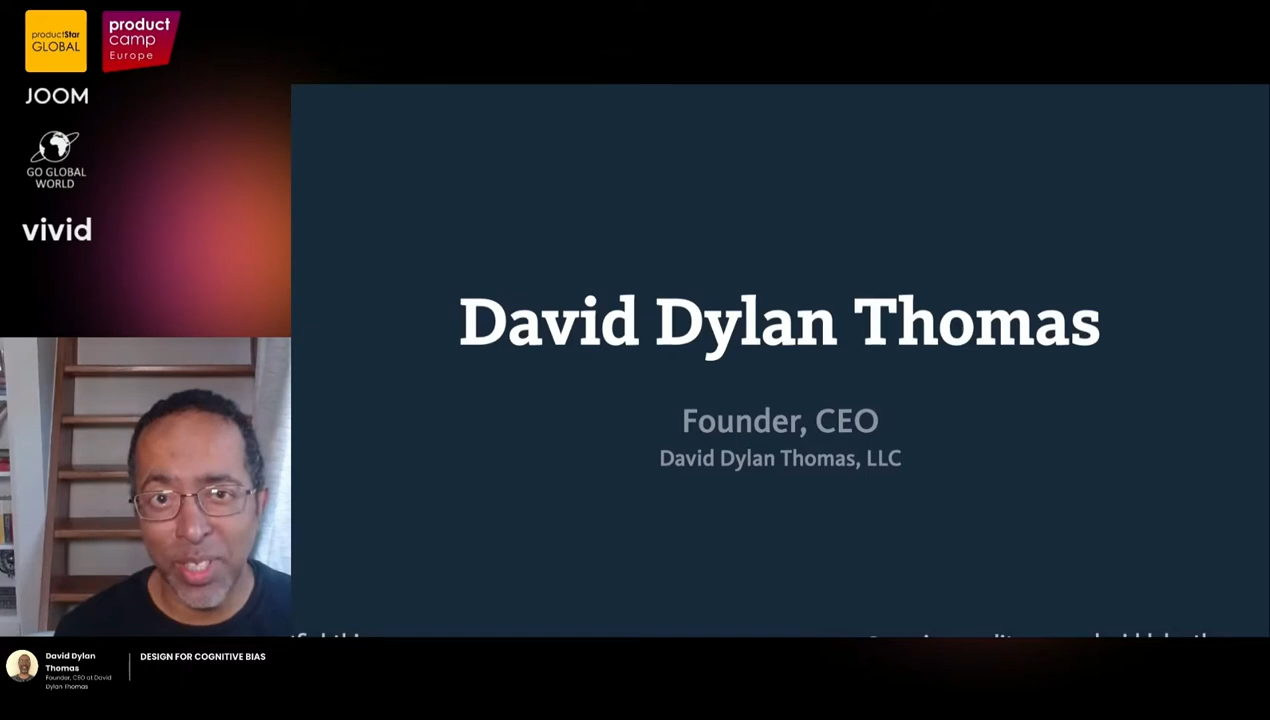 productStar
GLOBAL
product
camp
Europe
JOOM
GO GLOBAL
WORLD
vivid
David Dylan Thomas
Founder, CEO
David Dylan Thomas, LLC
David Dylan
Thomas
Founder, CEO at David
Dylan Thomas
DESIGN FOR COGNITIVE BIAS